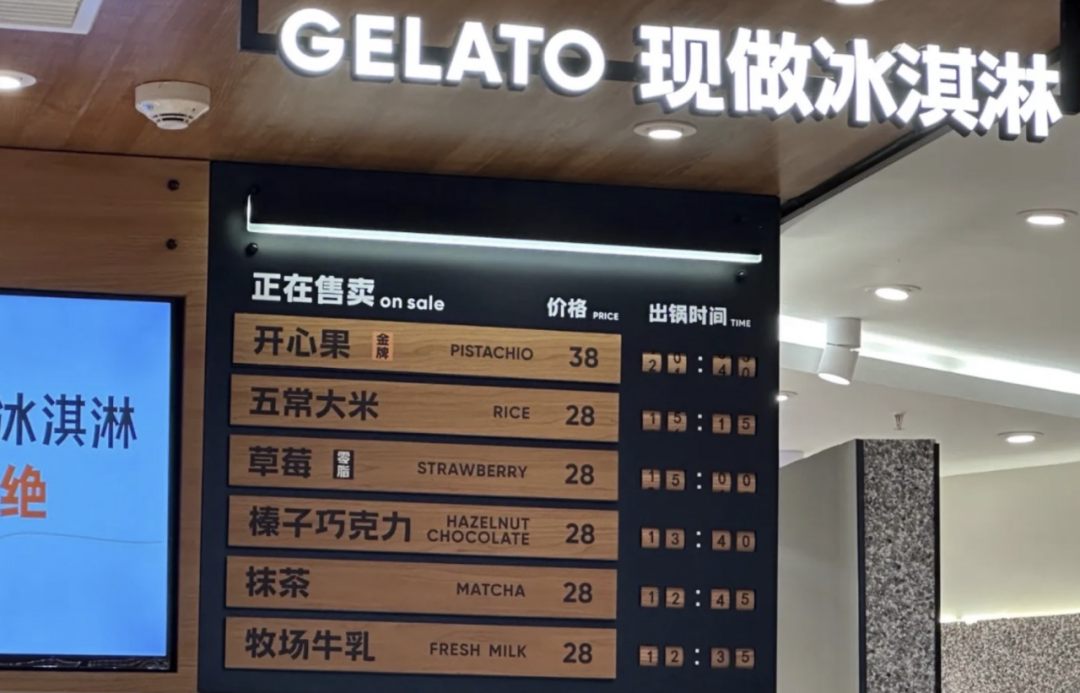 GELATO 现做冰淇淋
正在售卖 on sale 价格 PRICE 出锅时间 TIME
开心果 金牌 PISTACHIO 38
五常大米 RICE 28 15:15
草莓 零脂 STRAWBERRY 28 15:00
榛子巧克力 HAZELNUT CHOCOLATE 28 13:40
抹茶 MATCHA 28 12:45
牧场牛乳 FRESH MILK 28 12:35
冰淇淋
绝